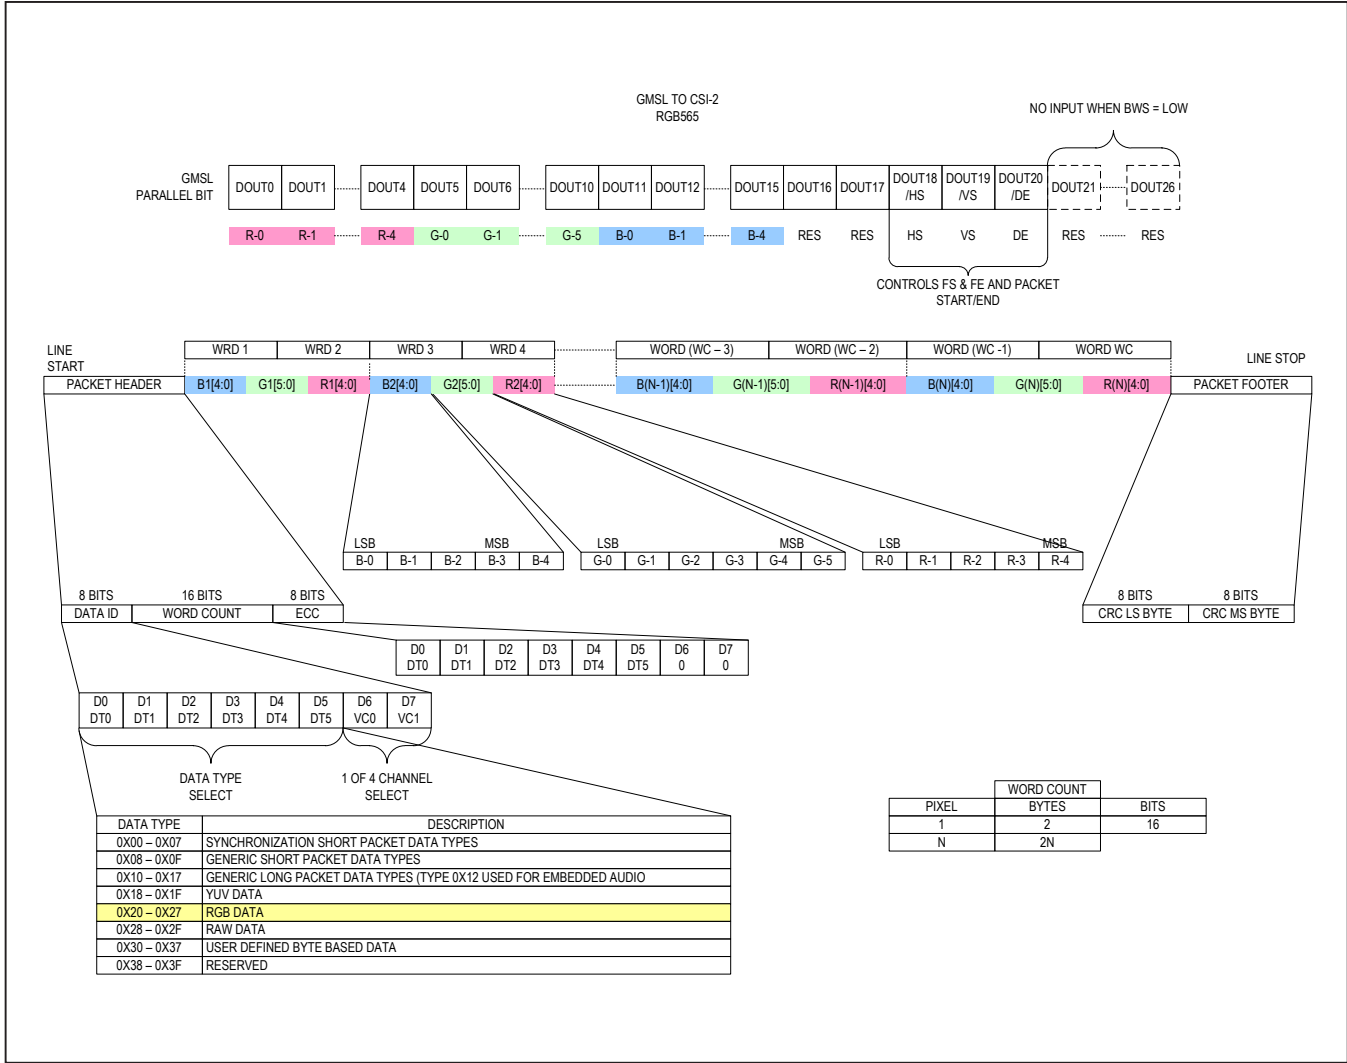 GMSL TO CSI-2
RGB565
NO INPUT WHEN BWS = LOW
GMSL
PARALLEL BIT
DOUT0 DOUT1 DOUT4 DOUT5 DOUT6 DOUT10 DOUT11 DOUT12 DOUT15 DOUT16 DOUT17 DOUT18 /HS DOUT19 /VS DOUT20 /DE DOUT21 DOUT26
R-0 R-1 R-4 G-0 G-1 G-5 B-0 B-1 B-4 RES RES HS VS DE RES RES
CONTROLS FS & FE AND PACKET
START/END
LINE
START
WRD 1 WRD 2 WRD 3 WRD 4 WORD (WC – 3) WORD (WC – 2) WORD (WC -1) WORD WC
LINE STOP
PACKET HEADER B1[4:0] G1[5:0] R1[4:0] B2[4:0] G2[5:0] R2[4:0] B(N-1)[4:0] G(N-1)[5:0] R(N-1)[4:0] B(N)[4:0] G(N)[5:0] R(N)[4:0] PACKET FOOTER
LSB MSB LSB MSB LSB MSB
B-0 B-1 B-2 B-3 B-4 G-0 G-1 G-2 G-3 G-4 G-5 R-0 R-1 R-2 R-3 R-4
8 BITS 16 BITS 8 BITS 8 BITS 8 BITS
DATA ID WORD COUNT ECC CRC LS BYTE CRC MS BYTE
D0 D1 D2 D3 D4 D5 D6 D7
DT0 DT1 DT2 DT3 DT4 DT5 0 0
D0 D1 D2 D3 D4 D5 D6 D7
DT0 DT1 DT2 DT3 DT4 DT5 VC0 VC1
DATA TYPE
SELECT
1 OF 4 CHANNEL
SELECT
WORD COUNT
PIXEL BYTES BITS
1 2 16
N 2N
DATA TYPE DESCRIPTION
0X00 – 0X07 SYNCHRONIZATION SHORT PACKET DATA TYPES
0X08 – 0X0F GENERIC SHORT PACKET DATA TYPES
0X10 – 0X17 GENERIC LONG PACKET DATA TYPES (TYPE 0X12 USED FOR EMBEDDED AUDIO
0X18 – 0X1F YUV DATA
0X20 – 0X27 RGB DATA
0X28 – 0X2F RAW DATA
0X30 – 0X37 USER DEFINED BYTE BASED DATA
0X38 – 0X3F RESERVED